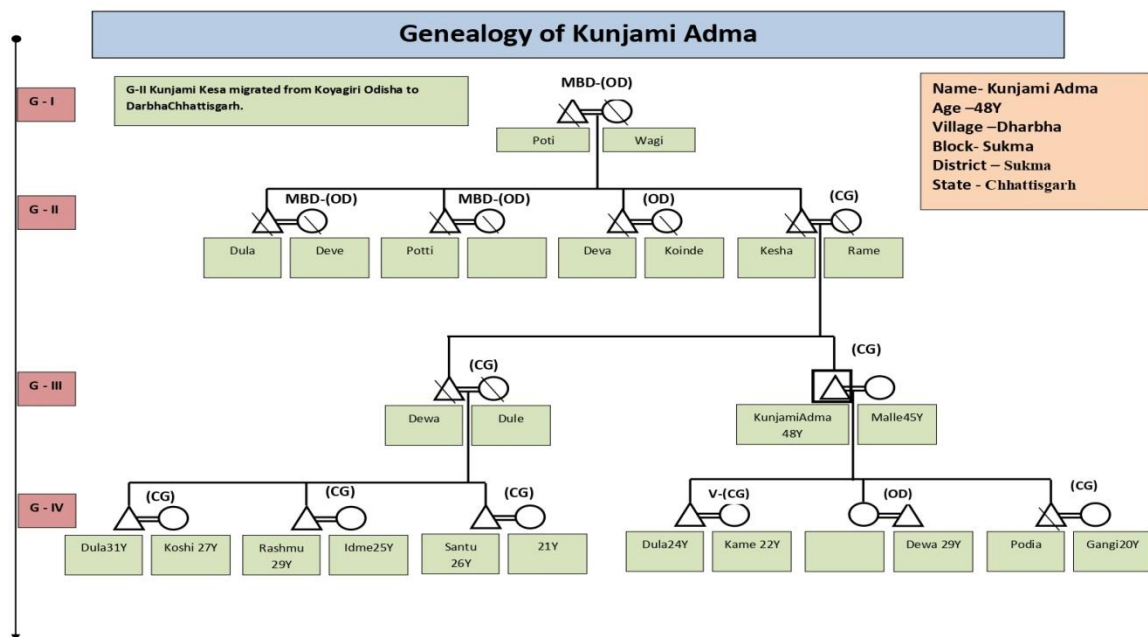 Genealogy of Kunjami Adma
G - I
G-II Kunjami Kesa migrated from Koyagiri Odisha to
DarbhaChhattisgarh.
MBD-(OD)
Poti
Wagi
Name- Kunjami Adma
Age –48Y
Village –Dharbha
Block- Sukma
District – Sukma
State - Chhattisgarh
G - II
MBD-(OD)
MBD-(OD)
(OD)
(CG)
Dula
Deve
Potti
Deva
Koinde
Kesha
Rame
G - III
(CG)
(CG)
Dewa
Dule
KunjamiAdma
48Y
Malle45Y
G - IV
(CG)
(CG)
(CG)
V-(CG)
(OD)
(CG)
Dula31Y
Koshi 27Y
Rashmu
29Y
Idme25Y
Santu
26Y
21Y
Dula24Y
Kame 22Y
Dewa 29Y
Podia
Gangi20Y